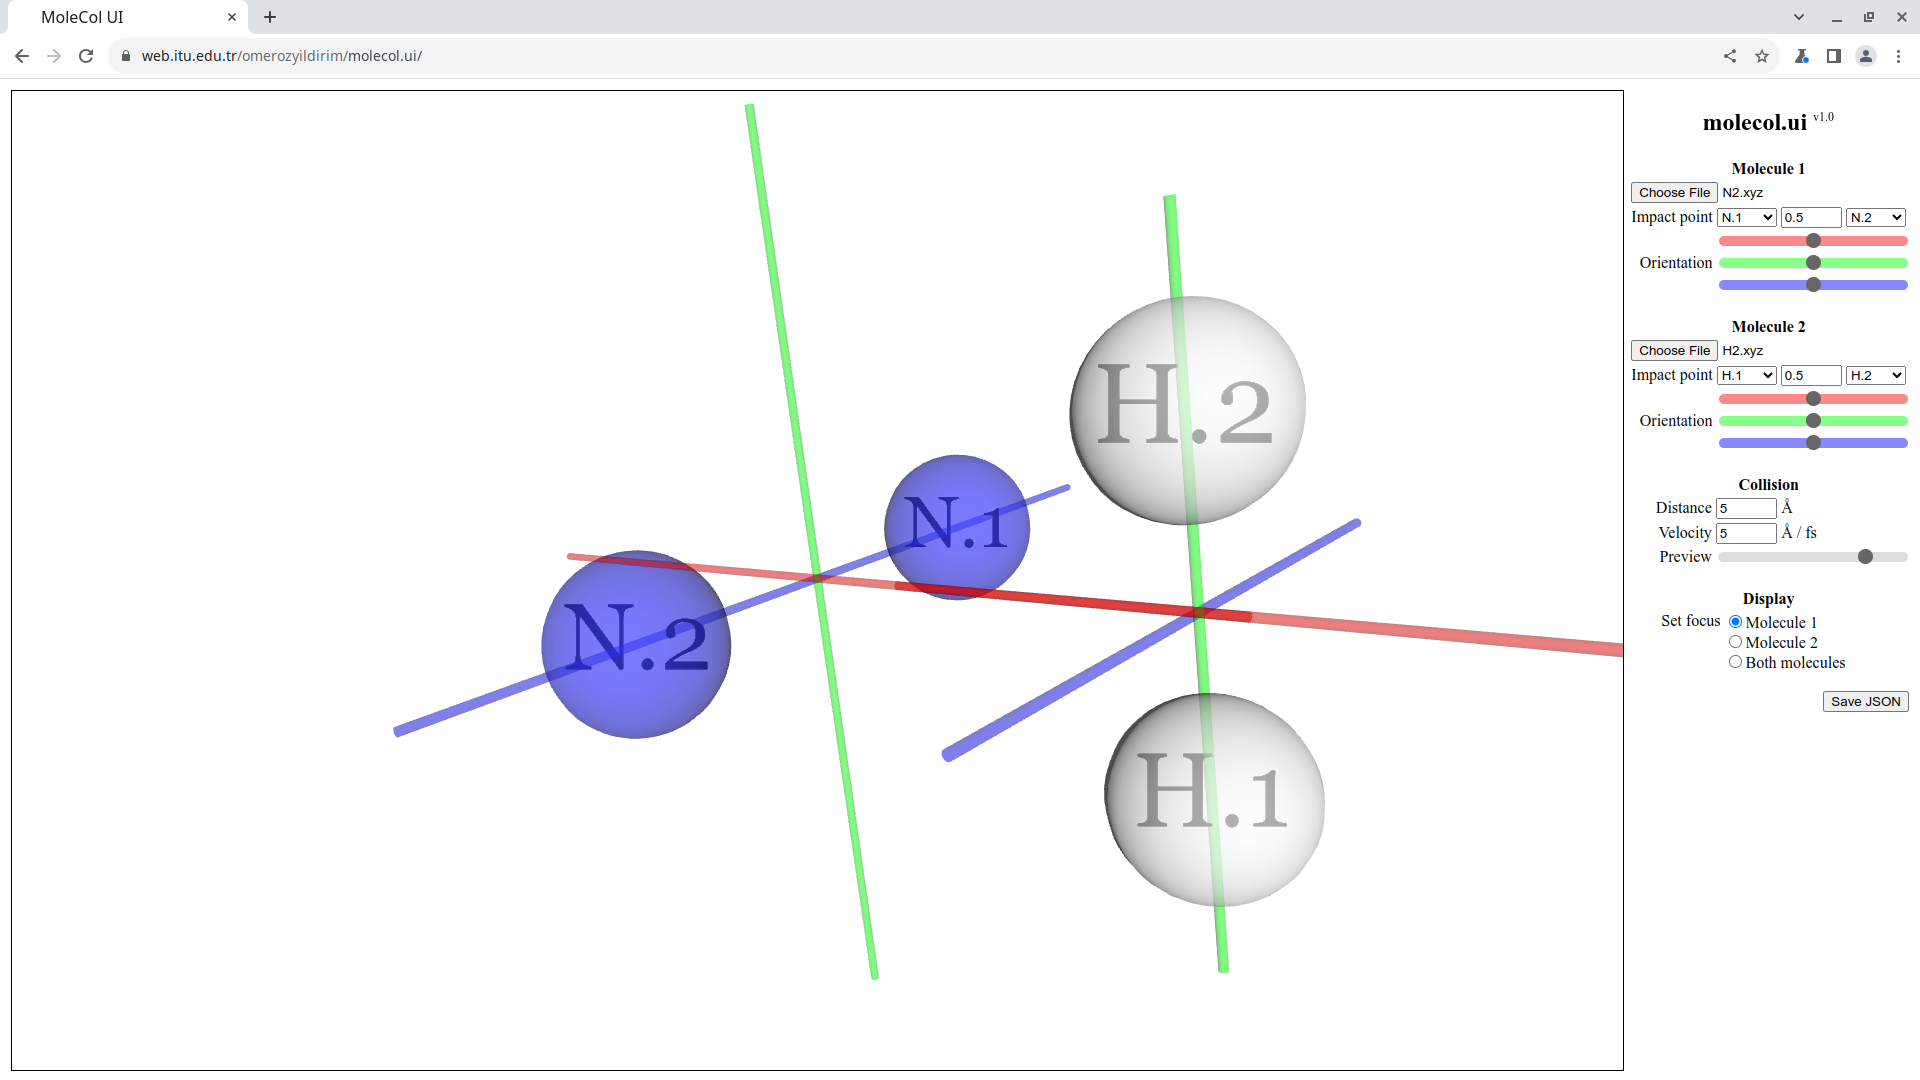 MoleCol UI
web.itu.edu.tr/omerozyildirim/molecol.ui/
H.2
N.1
N.2
H.1
molecol.ui v1.0
Molecule 1
Choose File N2.xyz
Impact point N.1 0.5 N.2
Orientation
Molecule 2
Choose File H2.xyz
Impact point H.1 0.5 H.2
Orientation
Collision
Distance 5 Å
Velocity 5 Å / fs
Preview
Display
Set focus Molecule 1
Molecule 2
Both molecules
Save JSON